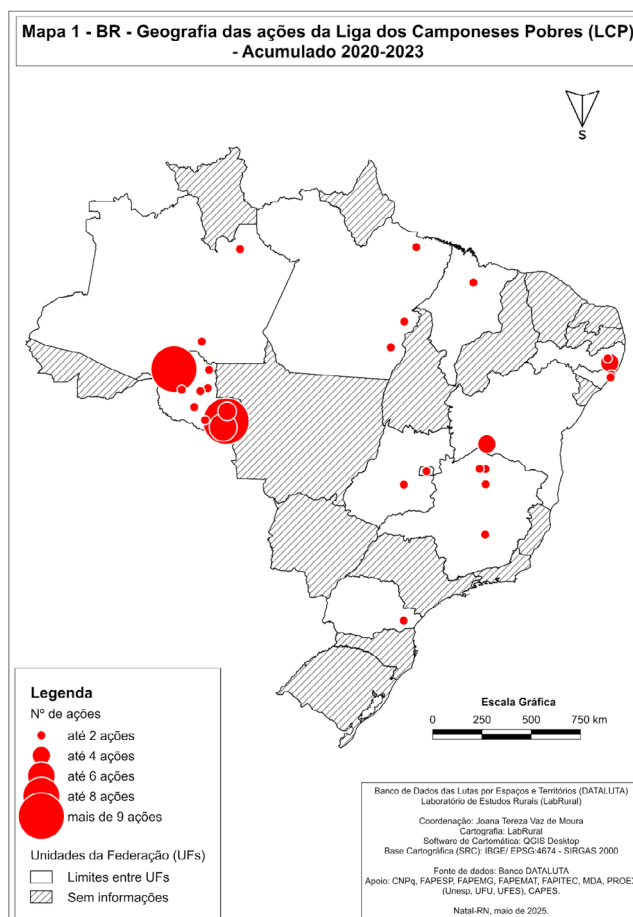 Mapa 1 - BR - Geografia das ações da Liga dos Camponeses Pobres (LCP)
- Acumulado 2020-2023
S
Legenda
Nº de ações
até 2 ações
até 4 ações
até 6 ações
até 8 ações
mais de 9 ações
Unidades da Federação (UFs)
Limites entre UFs
Sem informações
Escala Gráfica
0 250 500 750 km
Banco de Dados das Lutas por Espaços e Territórios (DATALUTA)
Laboratório de Estudos Rurais (LabRural)
Coordenação: Joana Tereza Vaz de Moura
Cartografia: LabRural
Software de Cartomática: QGIS Desktop
Base Cartográfica (SRC): IBGE/ EPSG:4674 - SIRGAS 2000
Fonte de dados: Banco DATALUTA
Apoio: CNPq, FAPESP, FAPEMG, FAPEMAT, FAPITEC, MDA, PROEX
(Unesp, UFU, UFES), CAPES.
Natal-RN, maio de 2025.